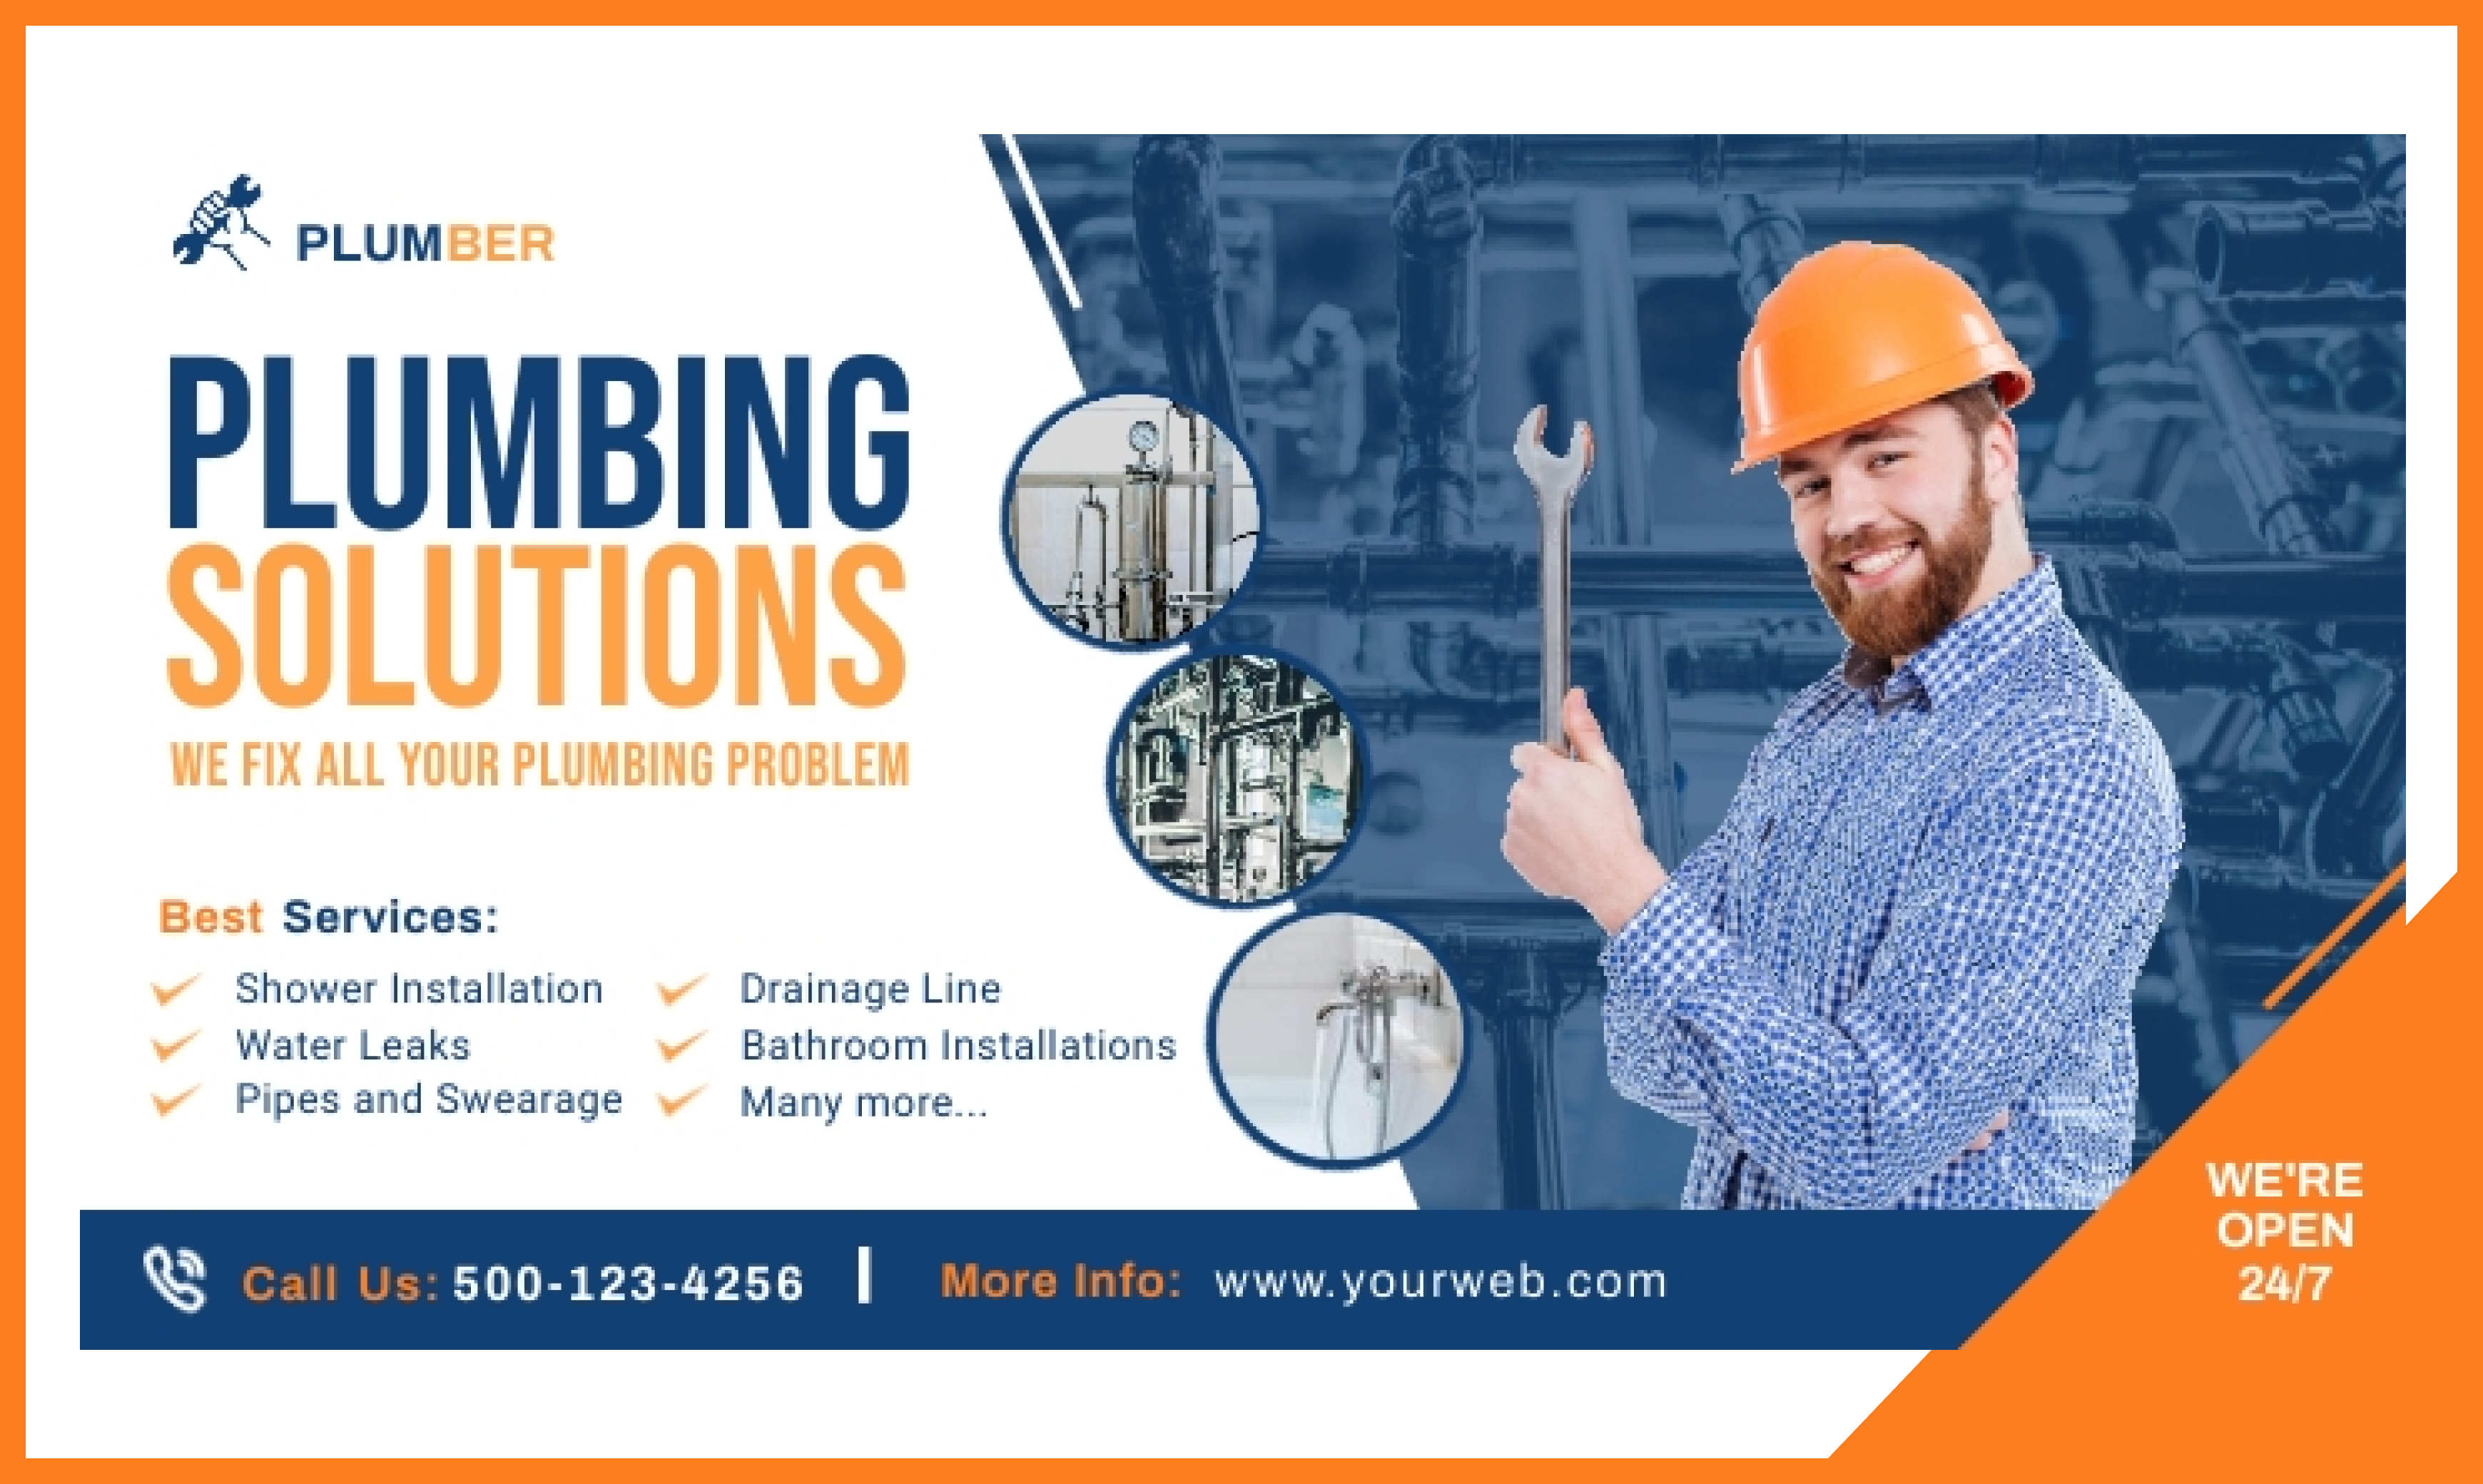 PLUMBER
PLUMBING
SOLUTIONS
WE FIX ALL YOUR PLUMBING PROBLEM
Best Services:
Shower Installation
Water Leaks
Pipes and Swearage
Drainage Line
Bathroom Installations
Many more...
Call Us: 500-123-4256
More Info: www.yourweb.com
WE'RE
OPEN
24/7